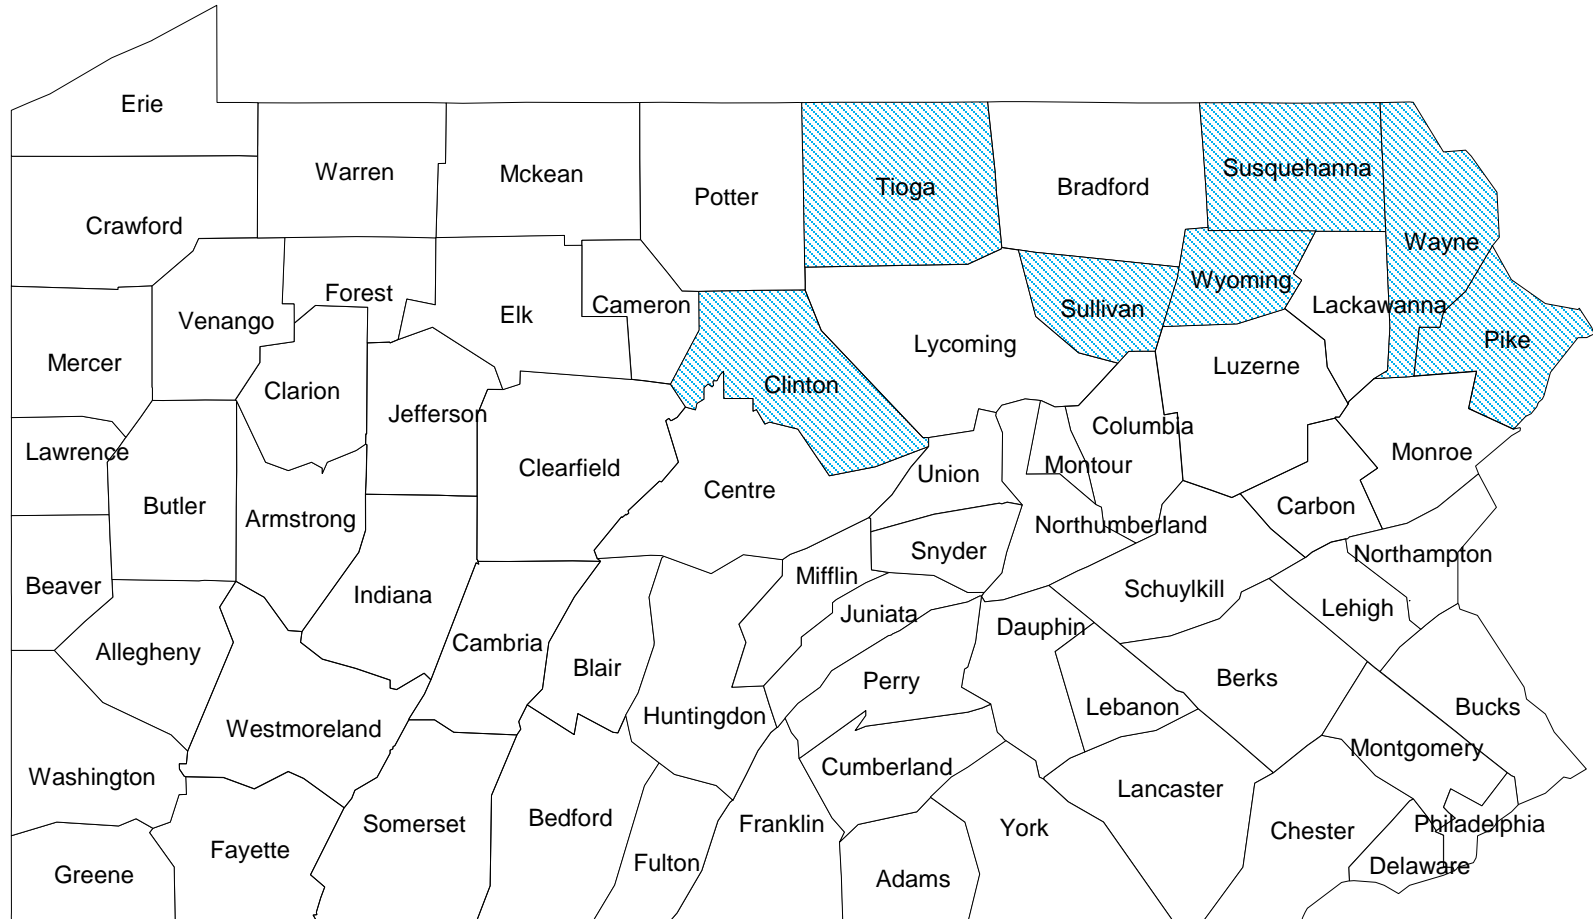 Erie
Warren
Mckean
Potter
Tioga
Bradford
Susquehanna
Wayne
Crawford
Forest
Venango
Elk
Cameron
Clinton
Lycoming
Sullivan
Wyoming
Lackawanna
Pike
Mercer
Clarion
Jefferson
Luzerne
Lawrence
Butler
Armstrong
Clearfield
Centre
Union
Montour
Columbia
Monroe
Carbon
Northumberland
Snyder
Northampton
Beaver
Indiana
Mifflin
Juniata
Schuylkill
Lehigh
Allegheny
Cambria
Blair
Dauphin
Perry
Lebanon
Berks
Bucks
Westmoreland
Huntingdon
Montgomery
Washington
Cumberland
Lancaster
Somerset
Bedford
Franklin
York
Chester
Philadelphia
Greene
Fayette
Fulton
Adams
Delaware